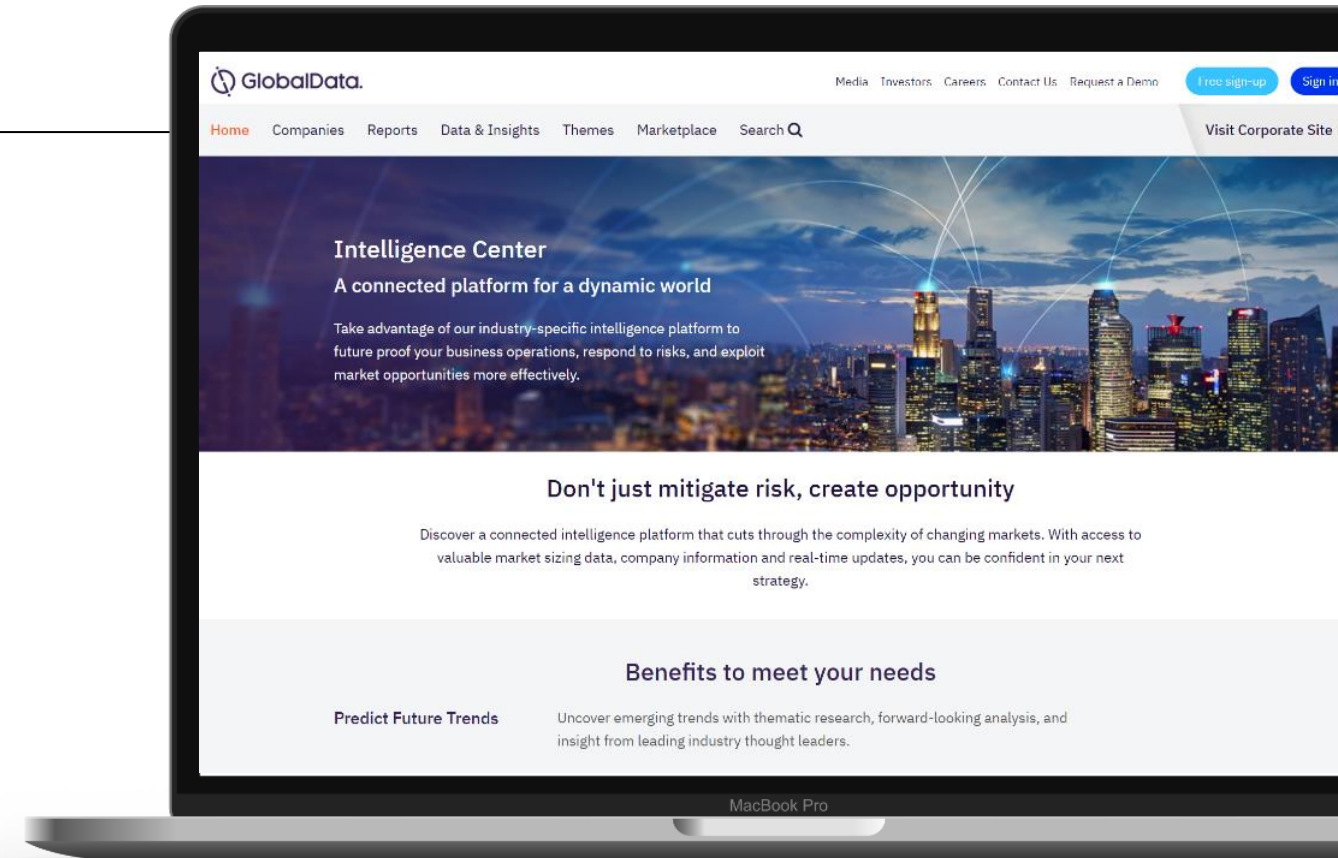 GlobalData.
Media Investors Careers Contact Us Request a Demo Free sign-up Sign in
Home Companies Reports Data & Insights Themes Marketplace Search
Visit Corporate Site
Intelligence Center
A connected platform for a dynamic world
Take advantage of our industry-specific intelligence platform to
future proof your business operations, respond to risks, and exploit
market opportunities more effectively.
Don't just mitigate risk, create opportunity
Discover a connected intelligence platform that cuts through the complexity of changing markets. With access to
valuable market sizing data, company information and real-time updates, you can be confident in your next
strategy.
Benefits to meet your needs
Predict Future Trends
Uncover emerging trends with thematic research, forward-looking analysis, and
insight from leading industry thought leaders.
MacBook Pro